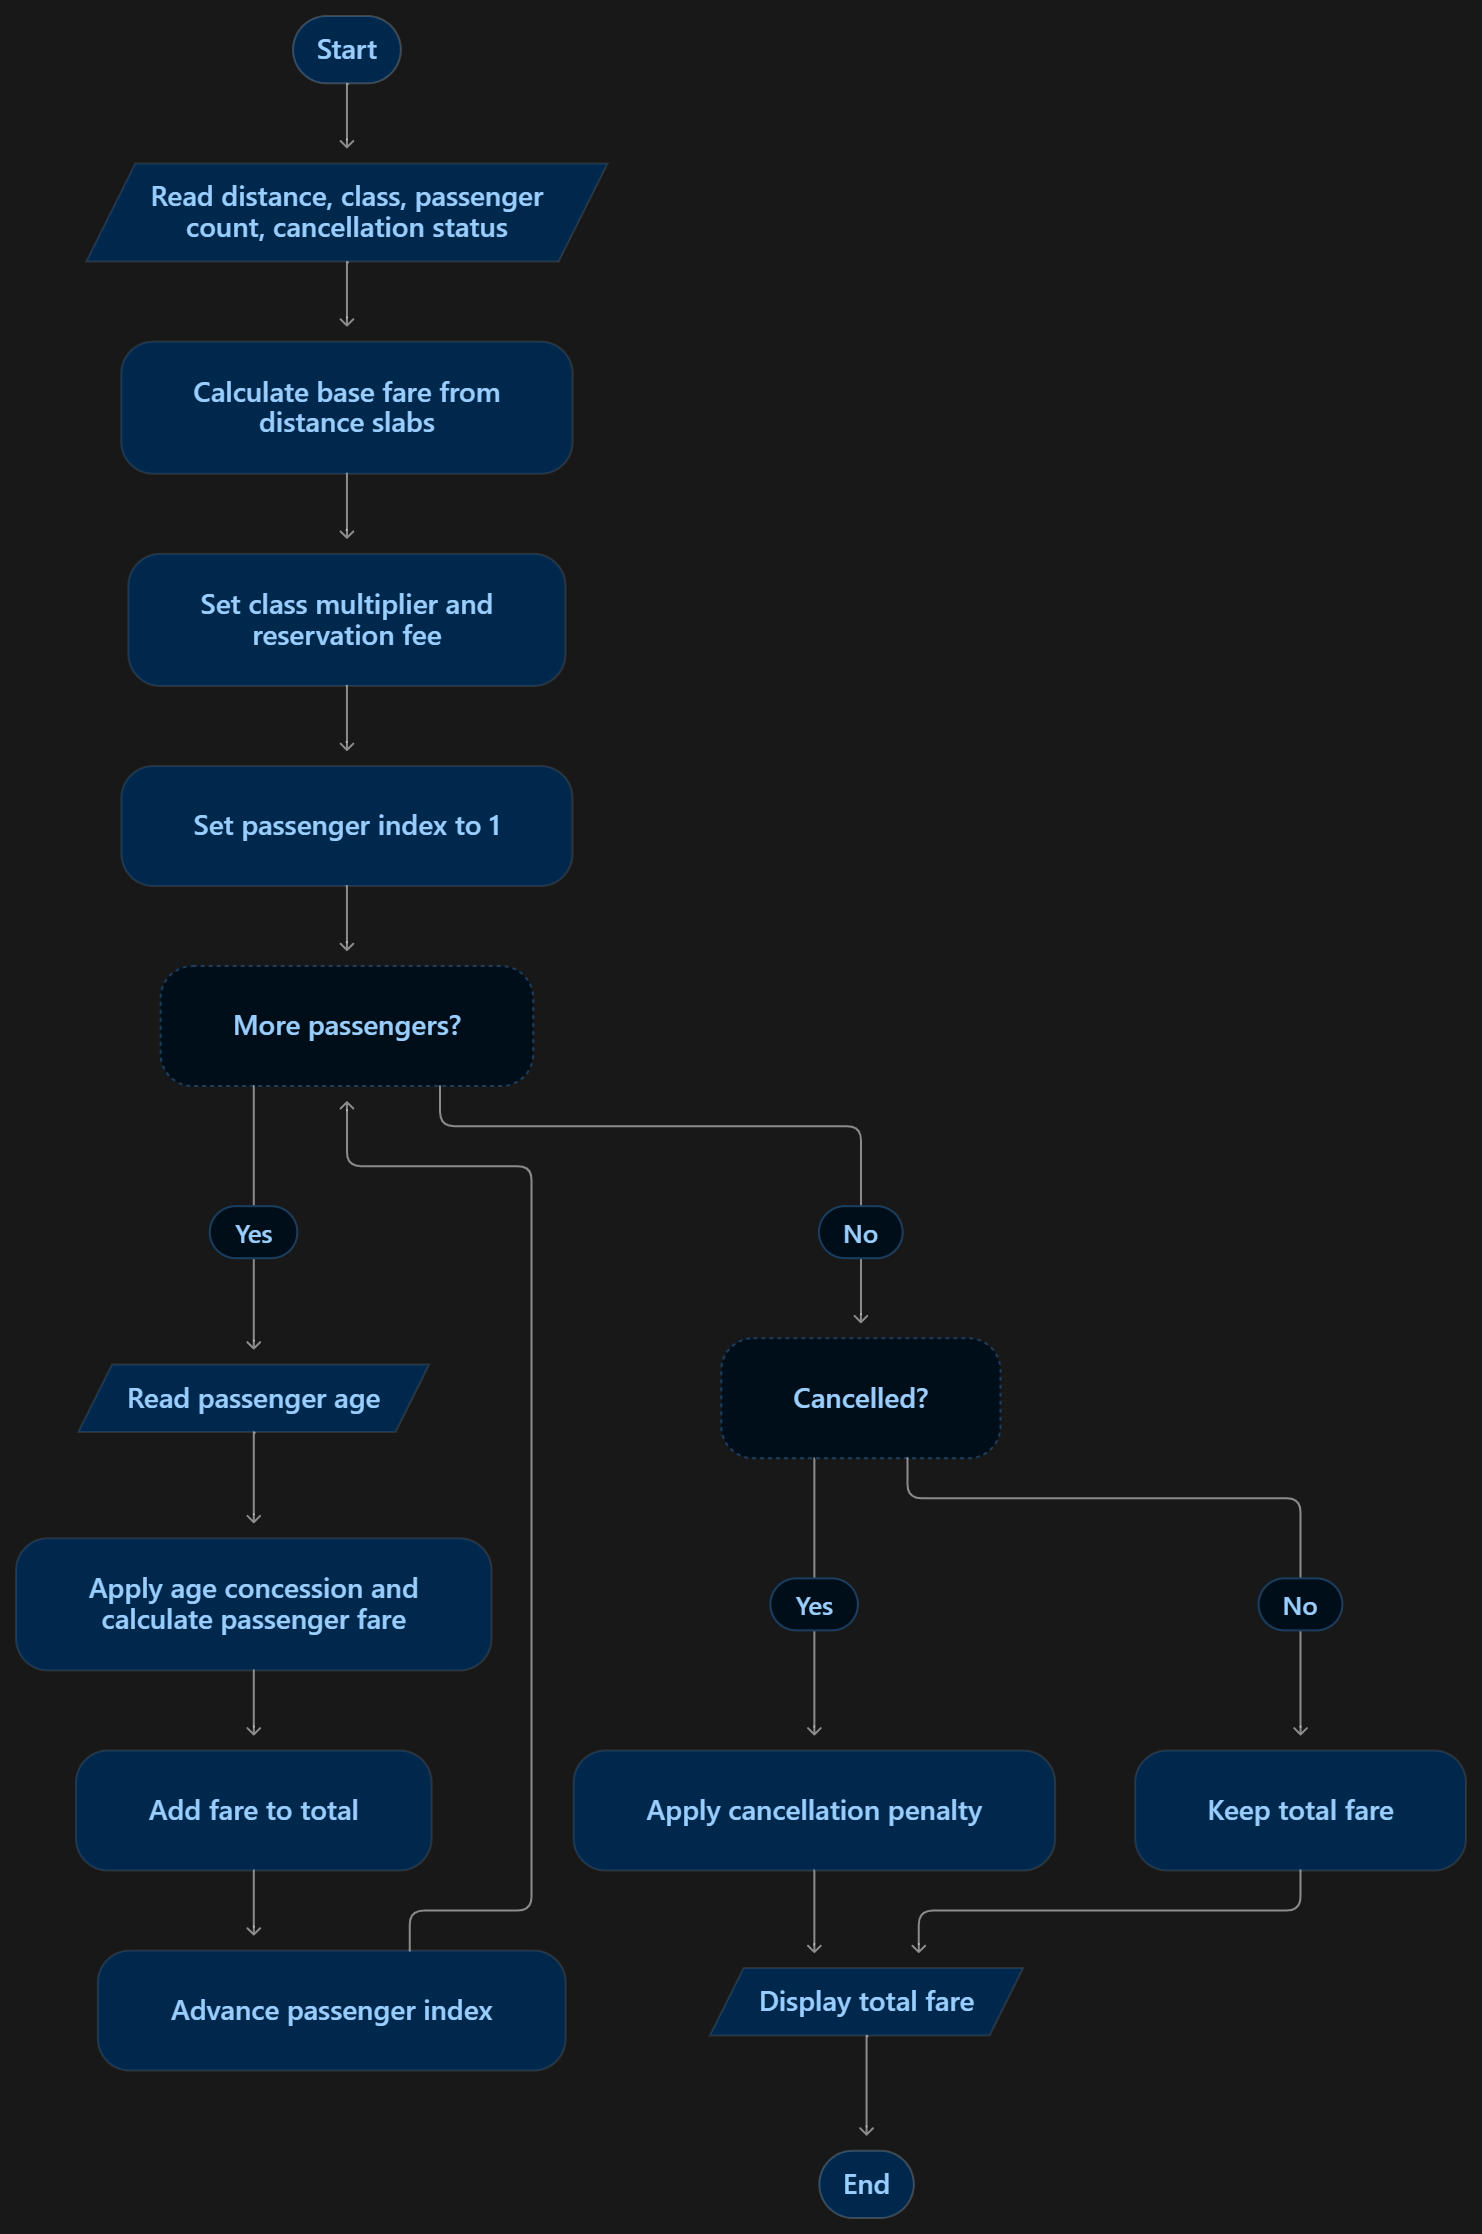 Start
Read distance, class, passenger
count, cancellation status
Calculate base fare from
distance slabs
Set class multiplier and
reservation fee
Set passenger index to 1
More passengers?
Yes
No
Read passenger age
Cancelled?
Apply age concession and
calculate passenger fare
Yes
No
Add fare to total
Apply cancellation penalty
Keep total fare
Advance passenger index
Display total fare
End